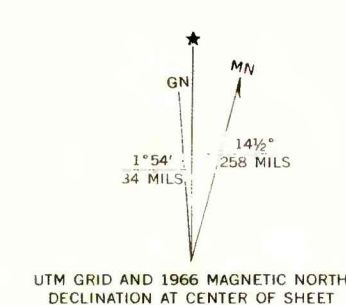 GN
MN
1°54′
34 MILS
14½°
258 MILS
UTM GRID AND 1966 MAGNETIC NORTH
DECLINATION AT CENTER OF SHEET